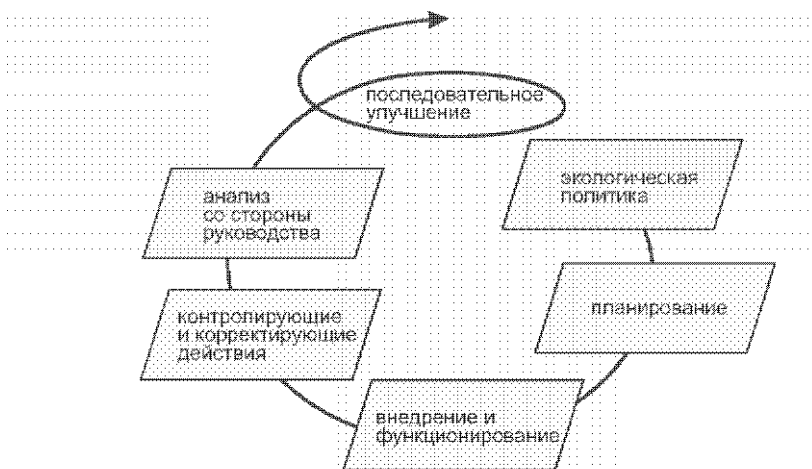 последовательное
улучшение
экологическая
политика
анализ
со стороны
руководства
планирование
контролирующие
и корректирующие
действия
внедрение и
функционирование